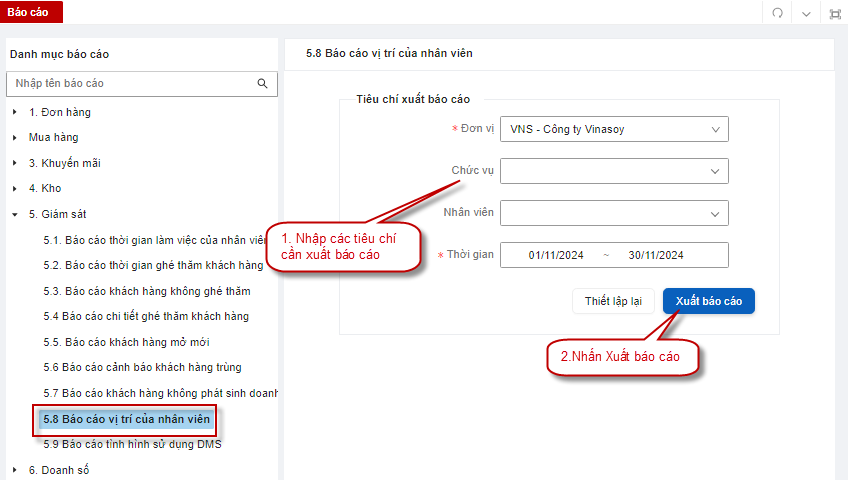 Báo cáo
Danh mục báo cáo
Nhập tên báo cáo
1. Đơn hàng
Mua hàng
3. Khuyến mãi
4. Kho
5. Giám sát
5.1. Báo cáo thời gian làm việc của nhân viên
5.2. Báo cáo thời gian ghé thăm khách hàng
5.3. Báo cáo khách hàng không ghé thăm
5.4 Báo cáo chi tiết ghé thăm khách hàng
5.5. Báo cáo khách hàng mở mới
5.6 Báo cáo cảnh báo khách hàng trùng
5.7 Báo cáo khách hàng không phát sinh doanh
5.8 Báo cáo vị trí của nhân viên
5.9 Báo cáo tình hình sử dụng DMS
6. Doanh số
5.8 Báo cáo vị trí của nhân viên
Tiêu chí xuất báo cáo
* Đơn vị VNS - Công ty Vinasoy
Chức vụ
Nhân viên
* Thời gian 01/11/2024 ~ 30/11/2024
Thiết lập lại Xuất báo cáo
1. Nhập các tiêu chí
cần xuất báo cáo
2.Nhấn Xuất báo cáo